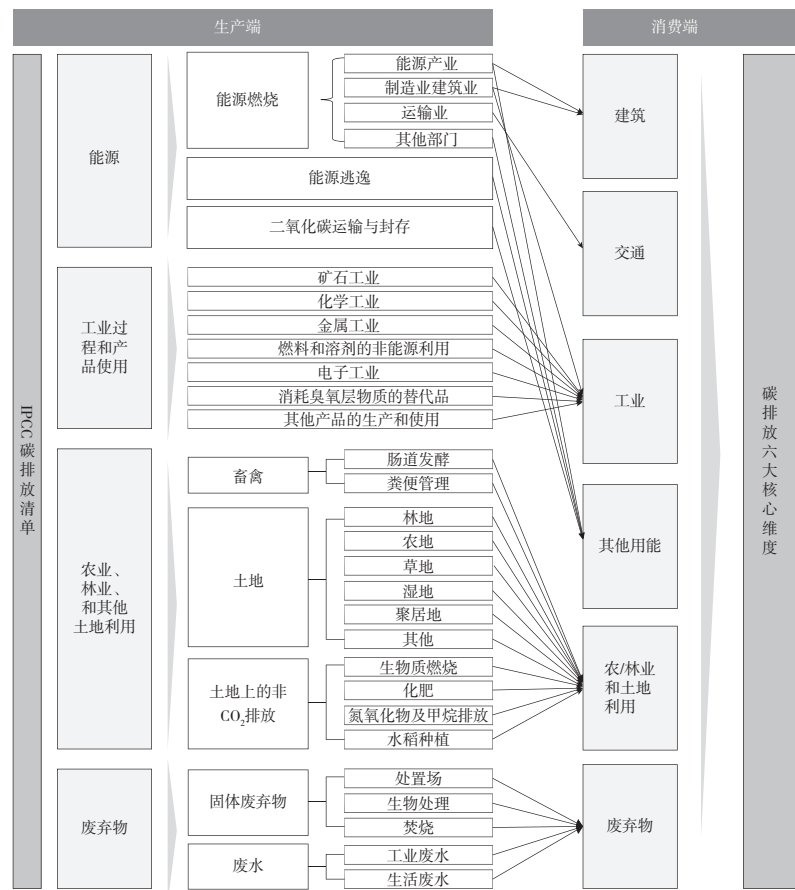 生产端
消费端
IPCC碳排放清单
能源
能源燃烧
能源产业
制造业建筑业
运输业
其他部门
能源逃逸
二氧化碳运输与封存
工业过
程和产
品使用
矿石工业
化学工业
金属工业
燃料和溶剂的非能源利用
电子工业
消耗臭氧层物质的替代品
其他产品的生产和使用
农业、
林业、
和其他
土地利用
畜禽
肠道发酵
粪便管理
土地
林地
农地
草地
湿地
聚居地
其他
土地上的非
CO₂排放
生物质燃烧
化肥
氮氧化物及甲烷排放
水稻种植
废弃物
固体废弃物
处置场
生物处理
焚烧
废水
工业废水
生活废水
建筑
交通
工业
其他用能
农/林业
和土地
利用
废弃物
碳排放六大核心维度